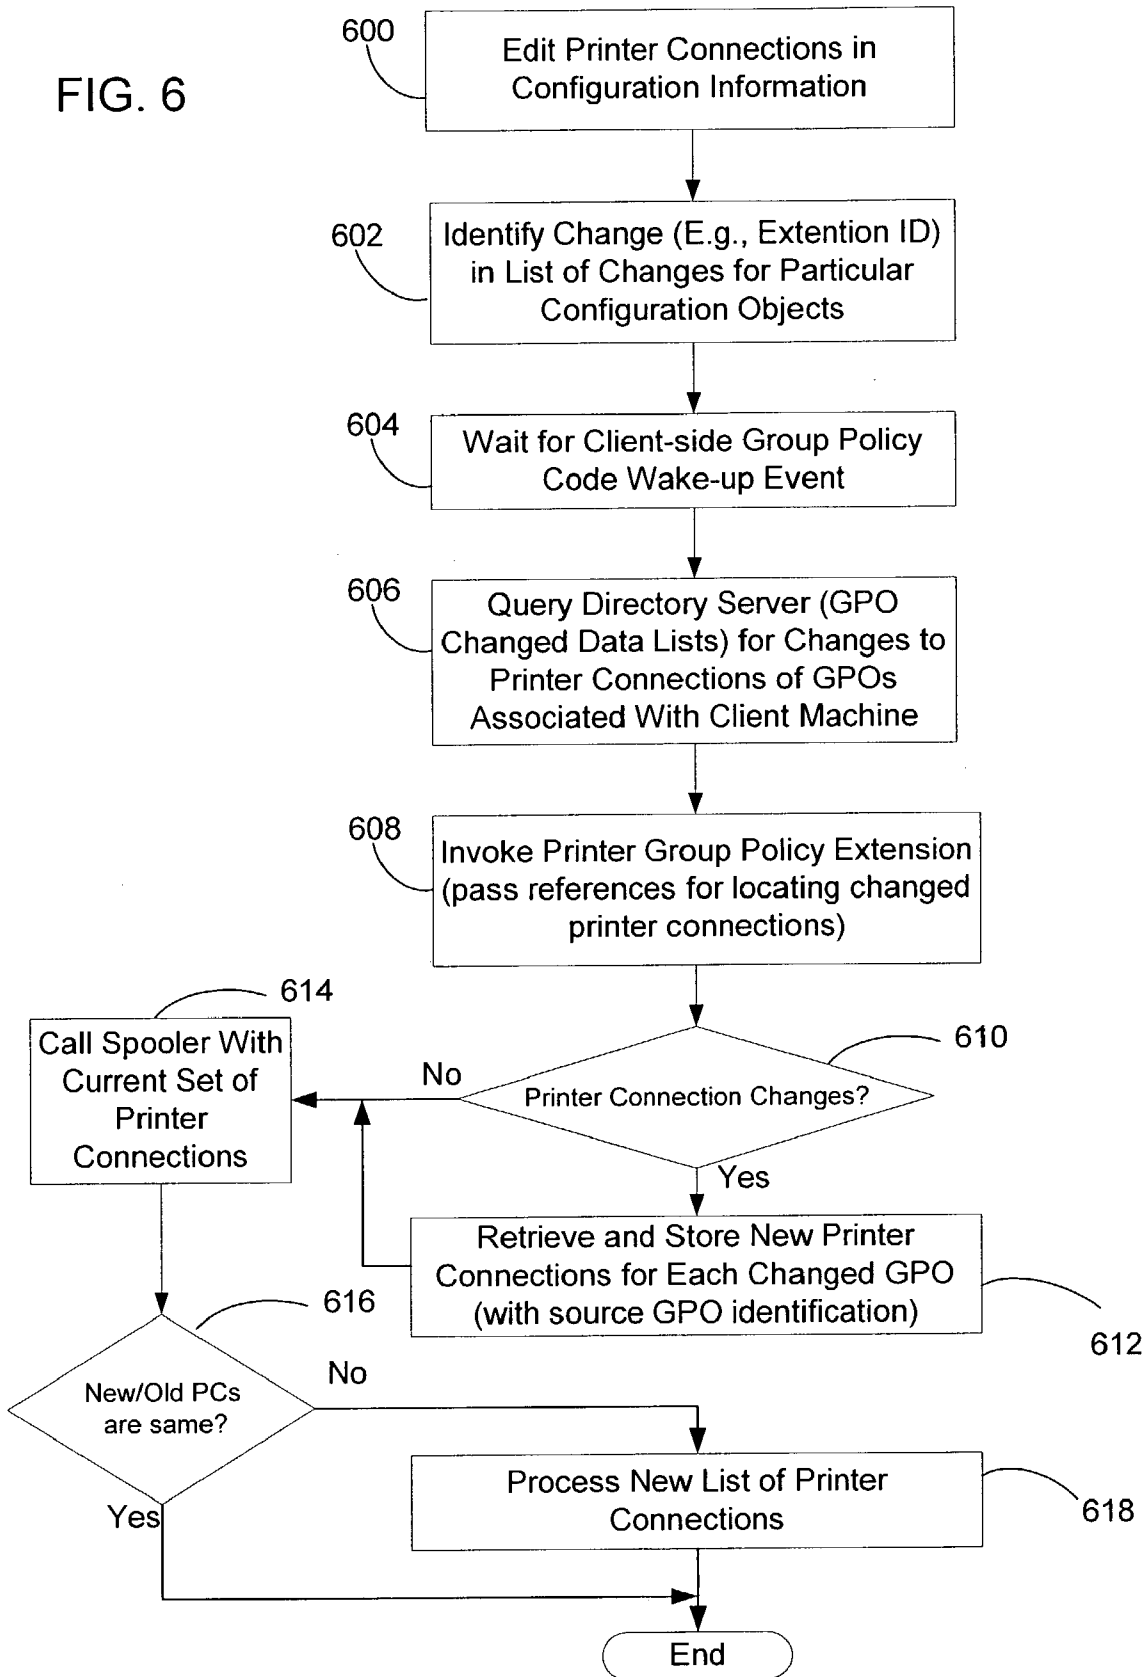 FIG. 6
600
Edit Printer Connections in
Configuration Information
602
Identify Change (E.g., Extention ID)
in List of Changes for Particular
Configuration Objects
604
Wait for Client-side Group Policy
Code Wake-up Event
606
Query Directory Server (GPO
Changed Data Lists) for Changes to
Printer Connections of GPOs
Associated With Client Machine
608
Invoke Printer Group Policy Extension
(pass references for locating changed
printer connections)
614
Call Spooler With
Current Set of
Printer
Connections
No
610
Printer Connection Changes?
Yes
Retrieve and Store New Printer
Connections for Each Changed GPO
(with source GPO identification)
612
616
New/Old PCs
are same?
No
Yes
Process New List of Printer
Connections
618
End